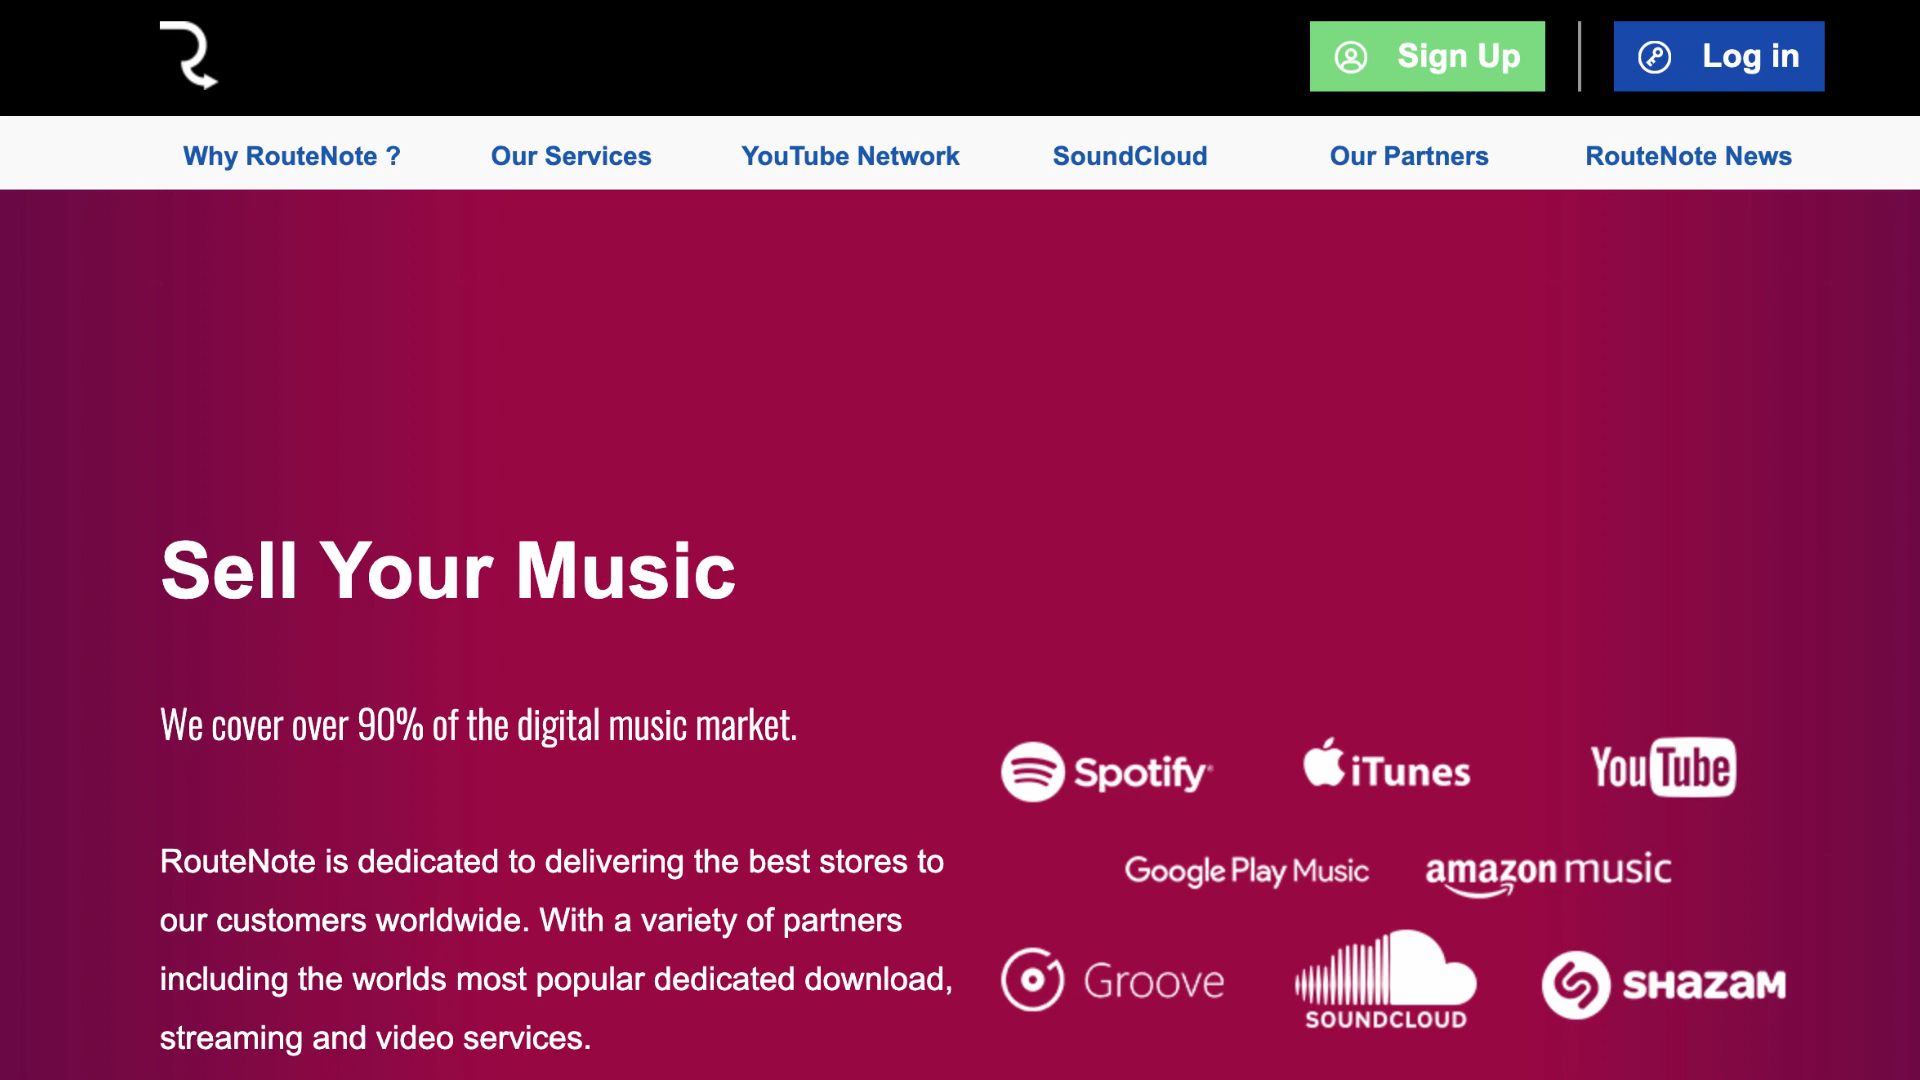 Sign Up
Log in
Why RouteNote ?
Our Services
YouTube Network
SoundCloud
Our Partners
RouteNote News
Sell Your Music
We cover over 90% of the digital music market.
RouteNote is dedicated to delivering the best stores to
our customers worldwide. With a variety of partners
including the worlds most popular dedicated download,
streaming and video services.
Spotify
iTunes
YouTube
Google Play Music
amazon music
Groove
SOUNDCLOUD
SHAZAM